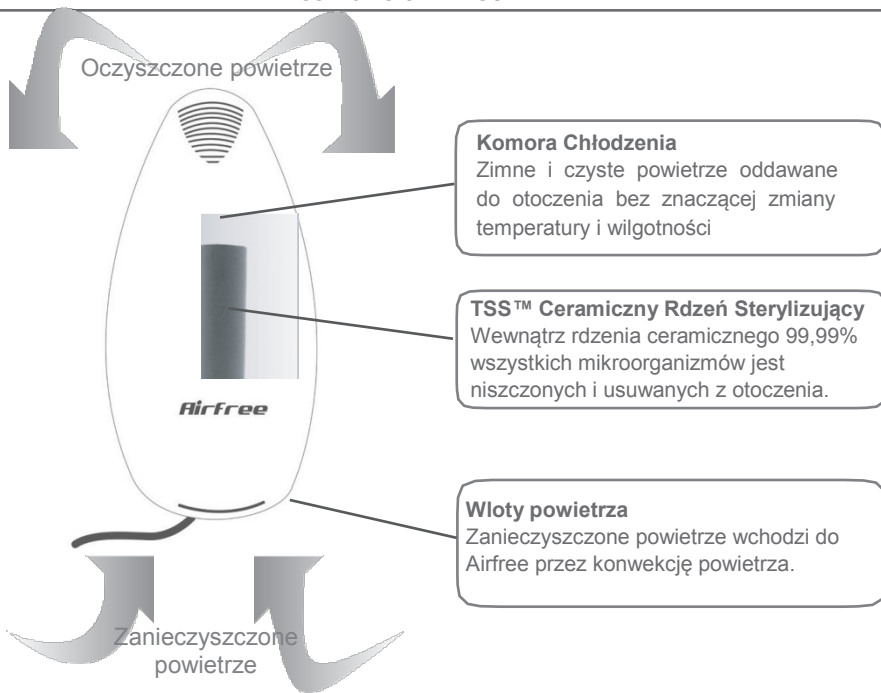 Oczyszczone powietrze
Komora Chłodzenia
Zimne i czyste powietrze oddawane
do otoczenia bez znaczącej zmiany
temperatury i wilgotności
TSS™ Ceramiczny Rdzeń Sterylizujący
Wewnątrz rdzenia ceramicznego 99,99%
wszystkich mikroorganizmów jest
niszczonych i usuwanych z otoczenia.
Airfree
Wloty powietrza
Zanieczyszczone powietrze wchodzi do
Airfree przez konwekcję powietrza.
Zanieczyszczone
powietrze